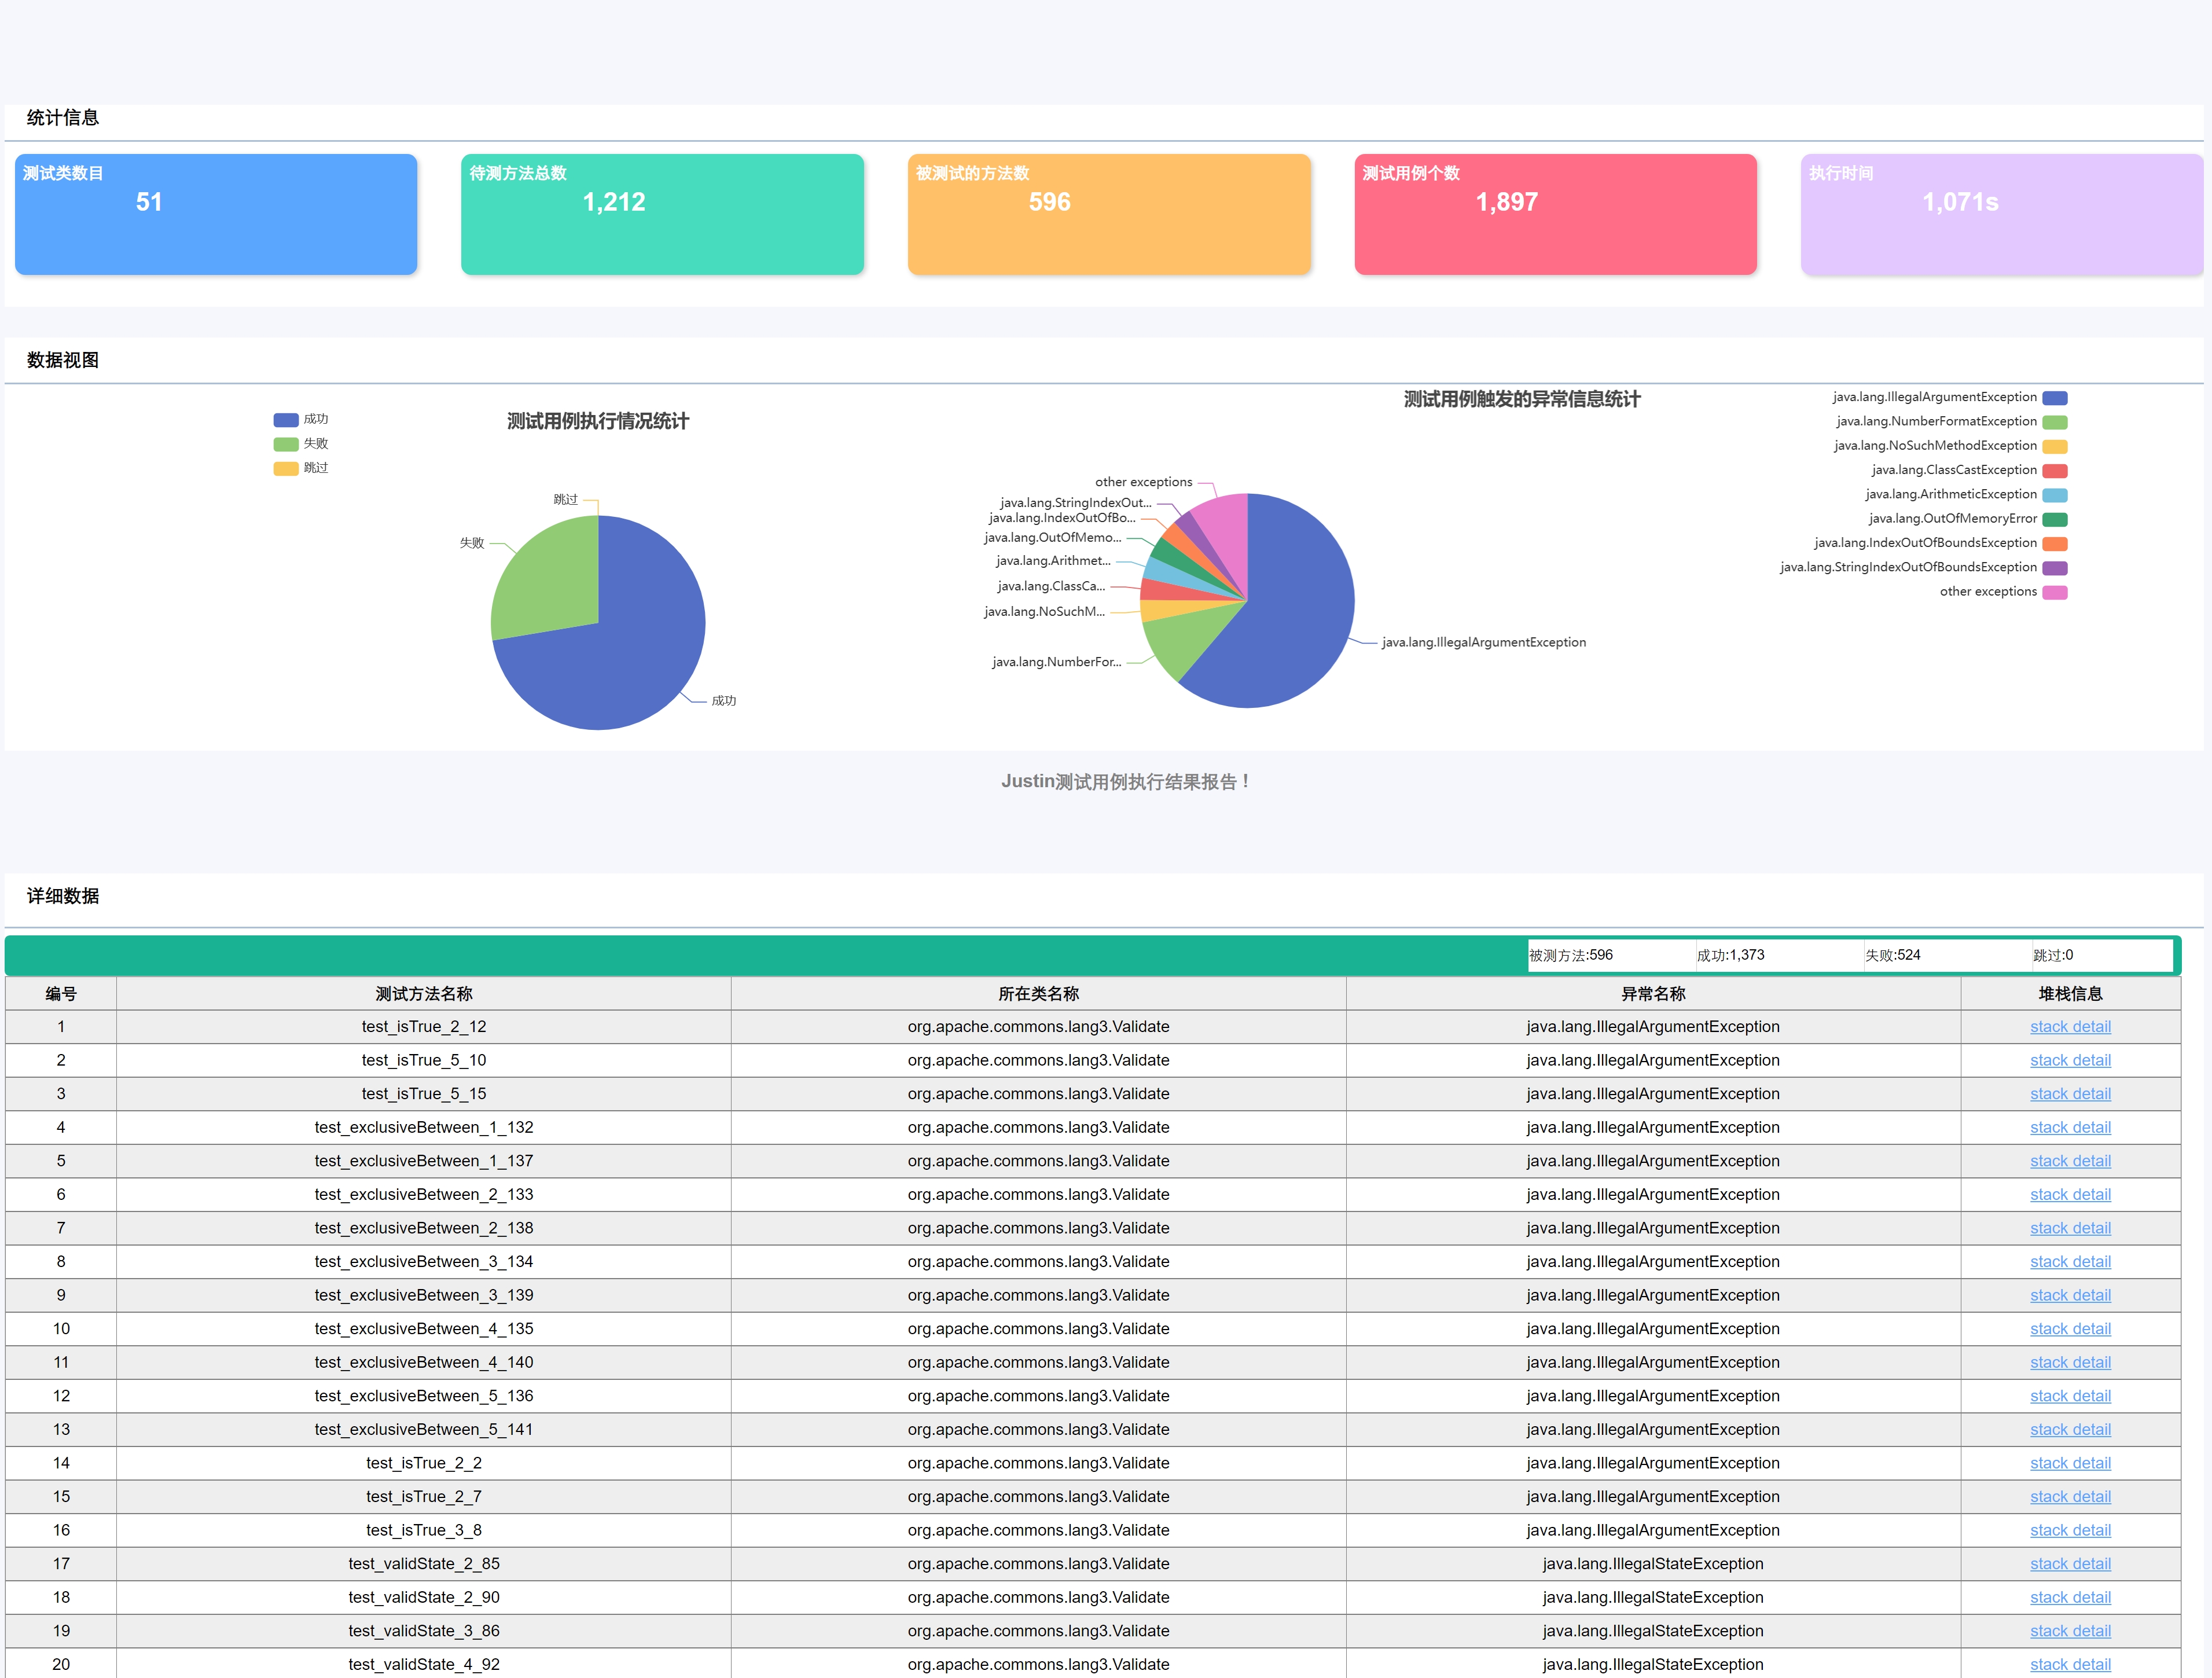 统计信息
测试类数目
51
待测方法总数
1,212
被测试的方法数
596
测试用例个数
1,897
执行时间
1,071s
数据视图
成功
失败
跳过
测试用例执行情况统计
跳过
失败
成功
测试用例触发的异常信息统计
java.lang.IllegalArgumentException
java.lang.NumberFormatException
java.lang.NoSuchMethodException
java.lang.ClassCastException
java.lang.ArithmeticException
java.lang.OutOfMemoryError
java.lang.IndexOutOfBoundsException
java.lang.StringIndexOutOfBoundsException
other exceptions
other exceptions
java.lang.StringIndexOut...
java.lang.IndexOutOfBo...
java.lang.OutOfMemo...
java.lang.Arithmet...
java.lang.ClassCa...
java.lang.NoSuchM...
java.lang.NumberFor...
java.lang.IllegalArgumentException
Justin测试用例执行结果报告！
详细数据
被测方法:596 成功:1,373 失败:524 跳过:0
编号 测试方法名称 所在类名称 异常名称 堆栈信息
1 test_isTrue_2_12 org.apache.commons.lang3.Validate java.lang.IllegalArgumentException stack detail
2 test_isTrue_5_10 org.apache.commons.lang3.Validate java.lang.IllegalArgumentException stack detail
3 test_isTrue_5_15 org.apache.commons.lang3.Validate java.lang.IllegalArgumentException stack detail
4 test_exclusiveBetween_1_132 org.apache.commons.lang3.Validate java.lang.IllegalArgumentException stack detail
5 test_exclusiveBetween_1_137 org.apache.commons.lang3.Validate java.lang.IllegalArgumentException stack detail
6 test_exclusiveBetween_2_133 org.apache.commons.lang3.Validate java.lang.IllegalArgumentException stack detail
7 test_exclusiveBetween_2_138 org.apache.commons.lang3.Validate java.lang.IllegalArgumentException stack detail
8 test_exclusiveBetween_3_134 org.apache.commons.lang3.Validate java.lang.IllegalArgumentException stack detail
9 test_exclusiveBetween_3_139 org.apache.commons.lang3.Validate java.lang.IllegalArgumentException stack detail
10 test_exclusiveBetween_4_135 org.apache.commons.lang3.Validate java.lang.IllegalArgumentException stack detail
11 test_exclusiveBetween_4_140 org.apache.commons.lang3.Validate java.lang.IllegalArgumentException stack detail
12 test_exclusiveBetween_5_136 org.apache.commons.lang3.Validate java.lang.IllegalArgumentException stack detail
13 test_exclusiveBetween_5_141 org.apache.commons.lang3.Validate java.lang.IllegalArgumentException stack detail
14 test_isTrue_2_2 org.apache.commons.lang3.Validate java.lang.IllegalArgumentException stack detail
15 test_isTrue_2_7 org.apache.commons.lang3.Validate java.lang.IllegalArgumentException stack detail
16 test_isTrue_3_8 org.apache.commons.lang3.Validate java.lang.IllegalArgumentException stack detail
17 test_validState_2_85 org.apache.commons.lang3.Validate java.lang.IllegalStateException stack detail
18 test_validState_2_90 org.apache.commons.lang3.Validate java.lang.IllegalStateException stack detail
19 test_validState_3_86 org.apache.commons.lang3.Validate java.lang.IllegalStateException stack detail
20 test_validState_4_92 org.apache.commons.lang3.Validate java.lang.IllegalStateException stack detail